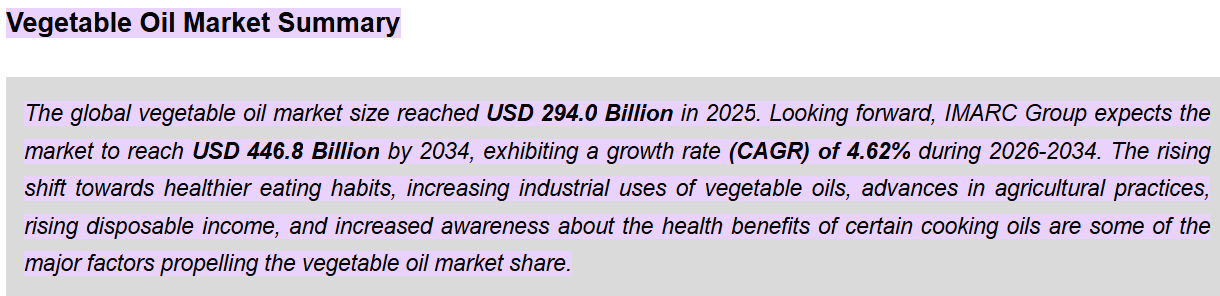 Vegetable Oil Market Summary
The global vegetable oil market size reached USD 294.0 Billion in 2025. Looking forward, IMARC Group expects the
market to reach USD 446.8 Billion by 2034, exhibiting a growth rate (CAGR) of 4.62% during 2026-2034. The rising
shift towards healthier eating habits, increasing industrial uses of vegetable oils, advances in agricultural practices,
rising disposable income, and increased awareness about the health benefits of certain cooking oils are some of the
major factors propelling the vegetable oil market share.